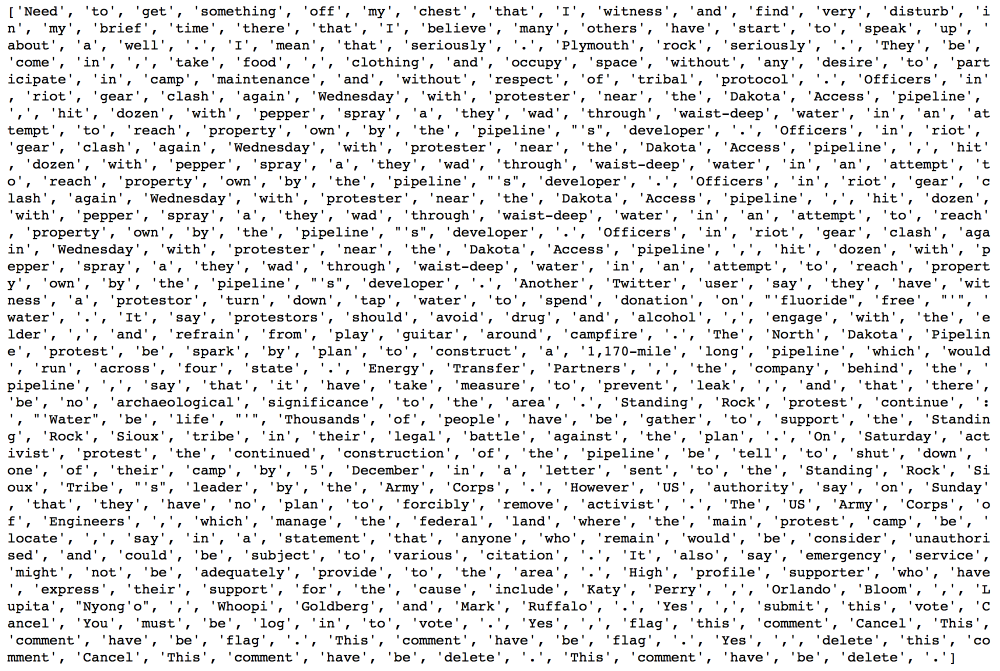 ['Need', 'to', 'get', 'something', 'off', 'my', 'chest', 'that', 'I', 'witness', 'and', 'find', 'very', 'disturb', 'i
n', 'my', 'brief', 'time', 'there', 'that', 'I', 'believe', 'many', 'others', 'have', 'start', 'to', 'speak', 'up', '
about', 'a', 'well', '.', 'I', 'mean', 'that', 'seriously', '.', 'Plymouth', 'rock', 'seriously', '.', 'They', 'be',
'come', 'in', ',', 'take', 'food', ',', 'clothing', 'and', 'occupy', 'space', 'without', 'any', 'desire', 'to', 'part
icipate', 'in', 'camp', 'maintenance', 'and', 'without', 'respect', 'of', 'tribal', 'protocol', '.', 'Officers', 'in'
, 'riot', 'gear', 'clash', 'again', 'Wednesday', 'with', 'protester', 'near', 'the', 'Dakota', 'Access', 'pipeline',
',', 'hit', 'dozen', 'with', 'pepper', 'spray', 'a', 'they', 'wad', 'through', 'waist-deep', 'water', 'in', 'an', 'at
tempt', 'to', 'reach', 'property', 'own', 'by', 'the', 'pipeline', "'s", 'developer', '.', 'Officers', 'in', 'riot',
'gear', 'clash', 'again', 'Wednesday', 'with', 'protester', 'near', 'the', 'Dakota', 'Access', 'pipeline', ',', 'hit'
, 'dozen', 'with', 'pepper', 'spray', 'a', 'they', 'wad', 'through', 'waist-deep', 'water', 'in', 'an', 'attempt', 't
o', 'reach', 'property', 'own', 'by', 'the', 'pipeline', "'s", 'developer', '.', 'Officers', 'in', 'riot', 'gear', 'c
lash', 'again', 'Wednesday', 'with', 'protester', 'near', 'the', 'Dakota', 'Access', 'pipeline', ',', 'hit', 'dozen',
'with', 'pepper', 'spray', 'a', 'they', 'wad', 'through', 'waist-deep', 'water', 'in', 'an', 'attempt', 'to', 'reach'
, 'property', 'own', 'by', 'the', 'pipeline', "'s", 'developer', '.', 'Officers', 'in', 'riot', 'gear', 'clash', 'aga
in', 'Wednesday', 'with', 'protester', 'near', 'the', 'Dakota', 'Access', 'pipeline', ',', 'hit', 'dozen', 'with', 'p
epper', 'spray', 'a', 'they', 'wad', 'through', 'waist-deep', 'water', 'in', 'an', 'attempt', 'to', 'reach', 'propert
y', 'own', 'by', 'the', 'pipeline', "'s", 'developer', '.', 'Another', 'Twitter', 'user', 'say', 'they', 'have', 'wit
ness', 'a', 'protestor', 'turn', 'down', 'tap', 'water', 'to', 'spend', 'donation', 'on', "'fluoride", 'free', "'", '
water', '.', 'It', 'say', 'protestors', 'should', 'avoid', 'drug', 'and', 'alcohol', ',', 'engage', 'with', 'the', 'e
lder', ',', 'and', 'refrain', 'from', 'play', 'guitar', 'around', 'campfire', '.', 'The', 'North', 'Dakota', 'Pipelin
e', 'protest', 'be', 'spark', 'by', 'plan', 'to', 'construct', 'a', '1,170-mile', 'long', 'pipeline', 'which', 'would
', 'run', 'across', 'four', 'state', '.', 'Energy', 'Transfer', 'Partners', ',', 'the', 'company', 'behind', 'the', '
pipeline', ',', 'say', 'that', 'it', 'have', 'take', 'measure', 'to', 'prevent', 'leak', ',', 'and', 'that', 'there',
'be', 'no', 'archaeological', 'significance', 'to', 'the', 'area', '.', 'Standing', 'Rock', 'protest', 'continue', ':
', "'Water", 'be', 'life', "'", 'Thousands', 'of', 'people', 'have', 'be', 'gather', 'to', 'support', 'the', 'Standin
g', 'Rock', 'Sioux', 'tribe', 'in', 'their', 'legal', 'battle', 'against', 'the', 'plan', '.', 'On', 'Saturday', 'act
ivist', 'protest', 'the', 'continued', 'construction', 'of', 'the', 'pipeline', 'be', 'tell', 'to', 'shut', 'down', '
one', 'of', 'their', 'camp', 'by', '5', 'December', 'in', 'a', 'letter', 'sent', 'to', 'the', 'Standing', 'Rock', 'Si
oux', 'Tribe', "'s", 'leader', 'by', 'the', 'Army', 'Corps', '.', 'However', 'US', 'authority', 'say', 'on', 'Sunday'
, 'that', 'they', 'have', 'no', 'plan', 'to', 'forcibly', 'remove', 'activist', '.', 'The', 'US', 'Army', 'Corps', 'o
f', 'Engineers', ',', 'which', 'manage', 'the', 'federal', 'land', 'where', 'the', 'main', 'protest', 'camp', 'be', '
locate', ',', 'say', 'in', 'a', 'statement', 'that', 'anyone', 'who', 'remain', 'would', 'be', 'consider', 'unauthori
sed', 'and', 'could', 'be', 'subject', 'to', 'various', 'citation', '.', 'It', 'also', 'say', 'emergency', 'service',
'might', 'not', 'be', 'adequately', 'provide', 'to', 'the', 'area', '.', 'High', 'profile', 'supporter', 'who', 'have
', 'express', 'their', 'support', 'for', 'the', 'cause', 'include', 'Katy', 'Perry', ',', 'Orlando', 'Bloom', ',', 'L
upita', "Nyong'o", ',', 'Whoopi', 'Goldberg', 'and', 'Mark', 'Ruffalo', '.', 'Yes', ',', 'submit', 'this', 'vote', 'C
ancel', 'You', 'must', 'be', 'log', 'in', 'to', 'vote', '.', 'Yes', ',', 'flag', 'this', 'comment', 'Cancel', 'This',
'comment', 'have', 'be', 'flag', '.', 'This', 'comment', 'have', 'be', 'flag', '.', 'Yes', ',', 'delete', 'this', 'co
mment', 'Cancel', 'This', 'comment', 'have', 'be', 'delete', '.', 'This', 'comment', 'have', 'be', 'delete', '.']